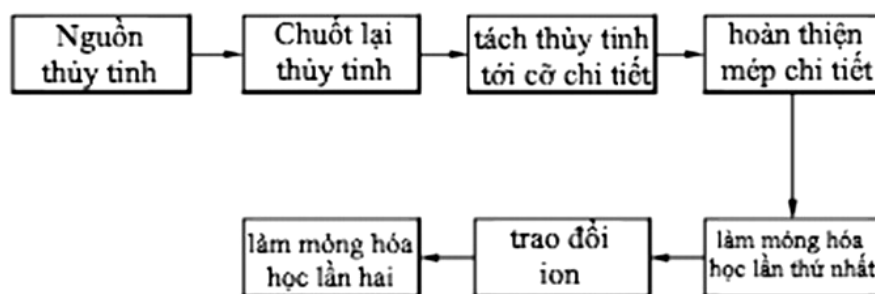 Nguồn
thủy tinh
Chuốt lại
thủy tinh
tách thủy tinh
tới cỡ chi tiết
hoàn thiện
mép chi tiết
làm mỏng hóa
học lần thứ nhất
trao đổi
ion
làm mỏng hóa
học lần hai